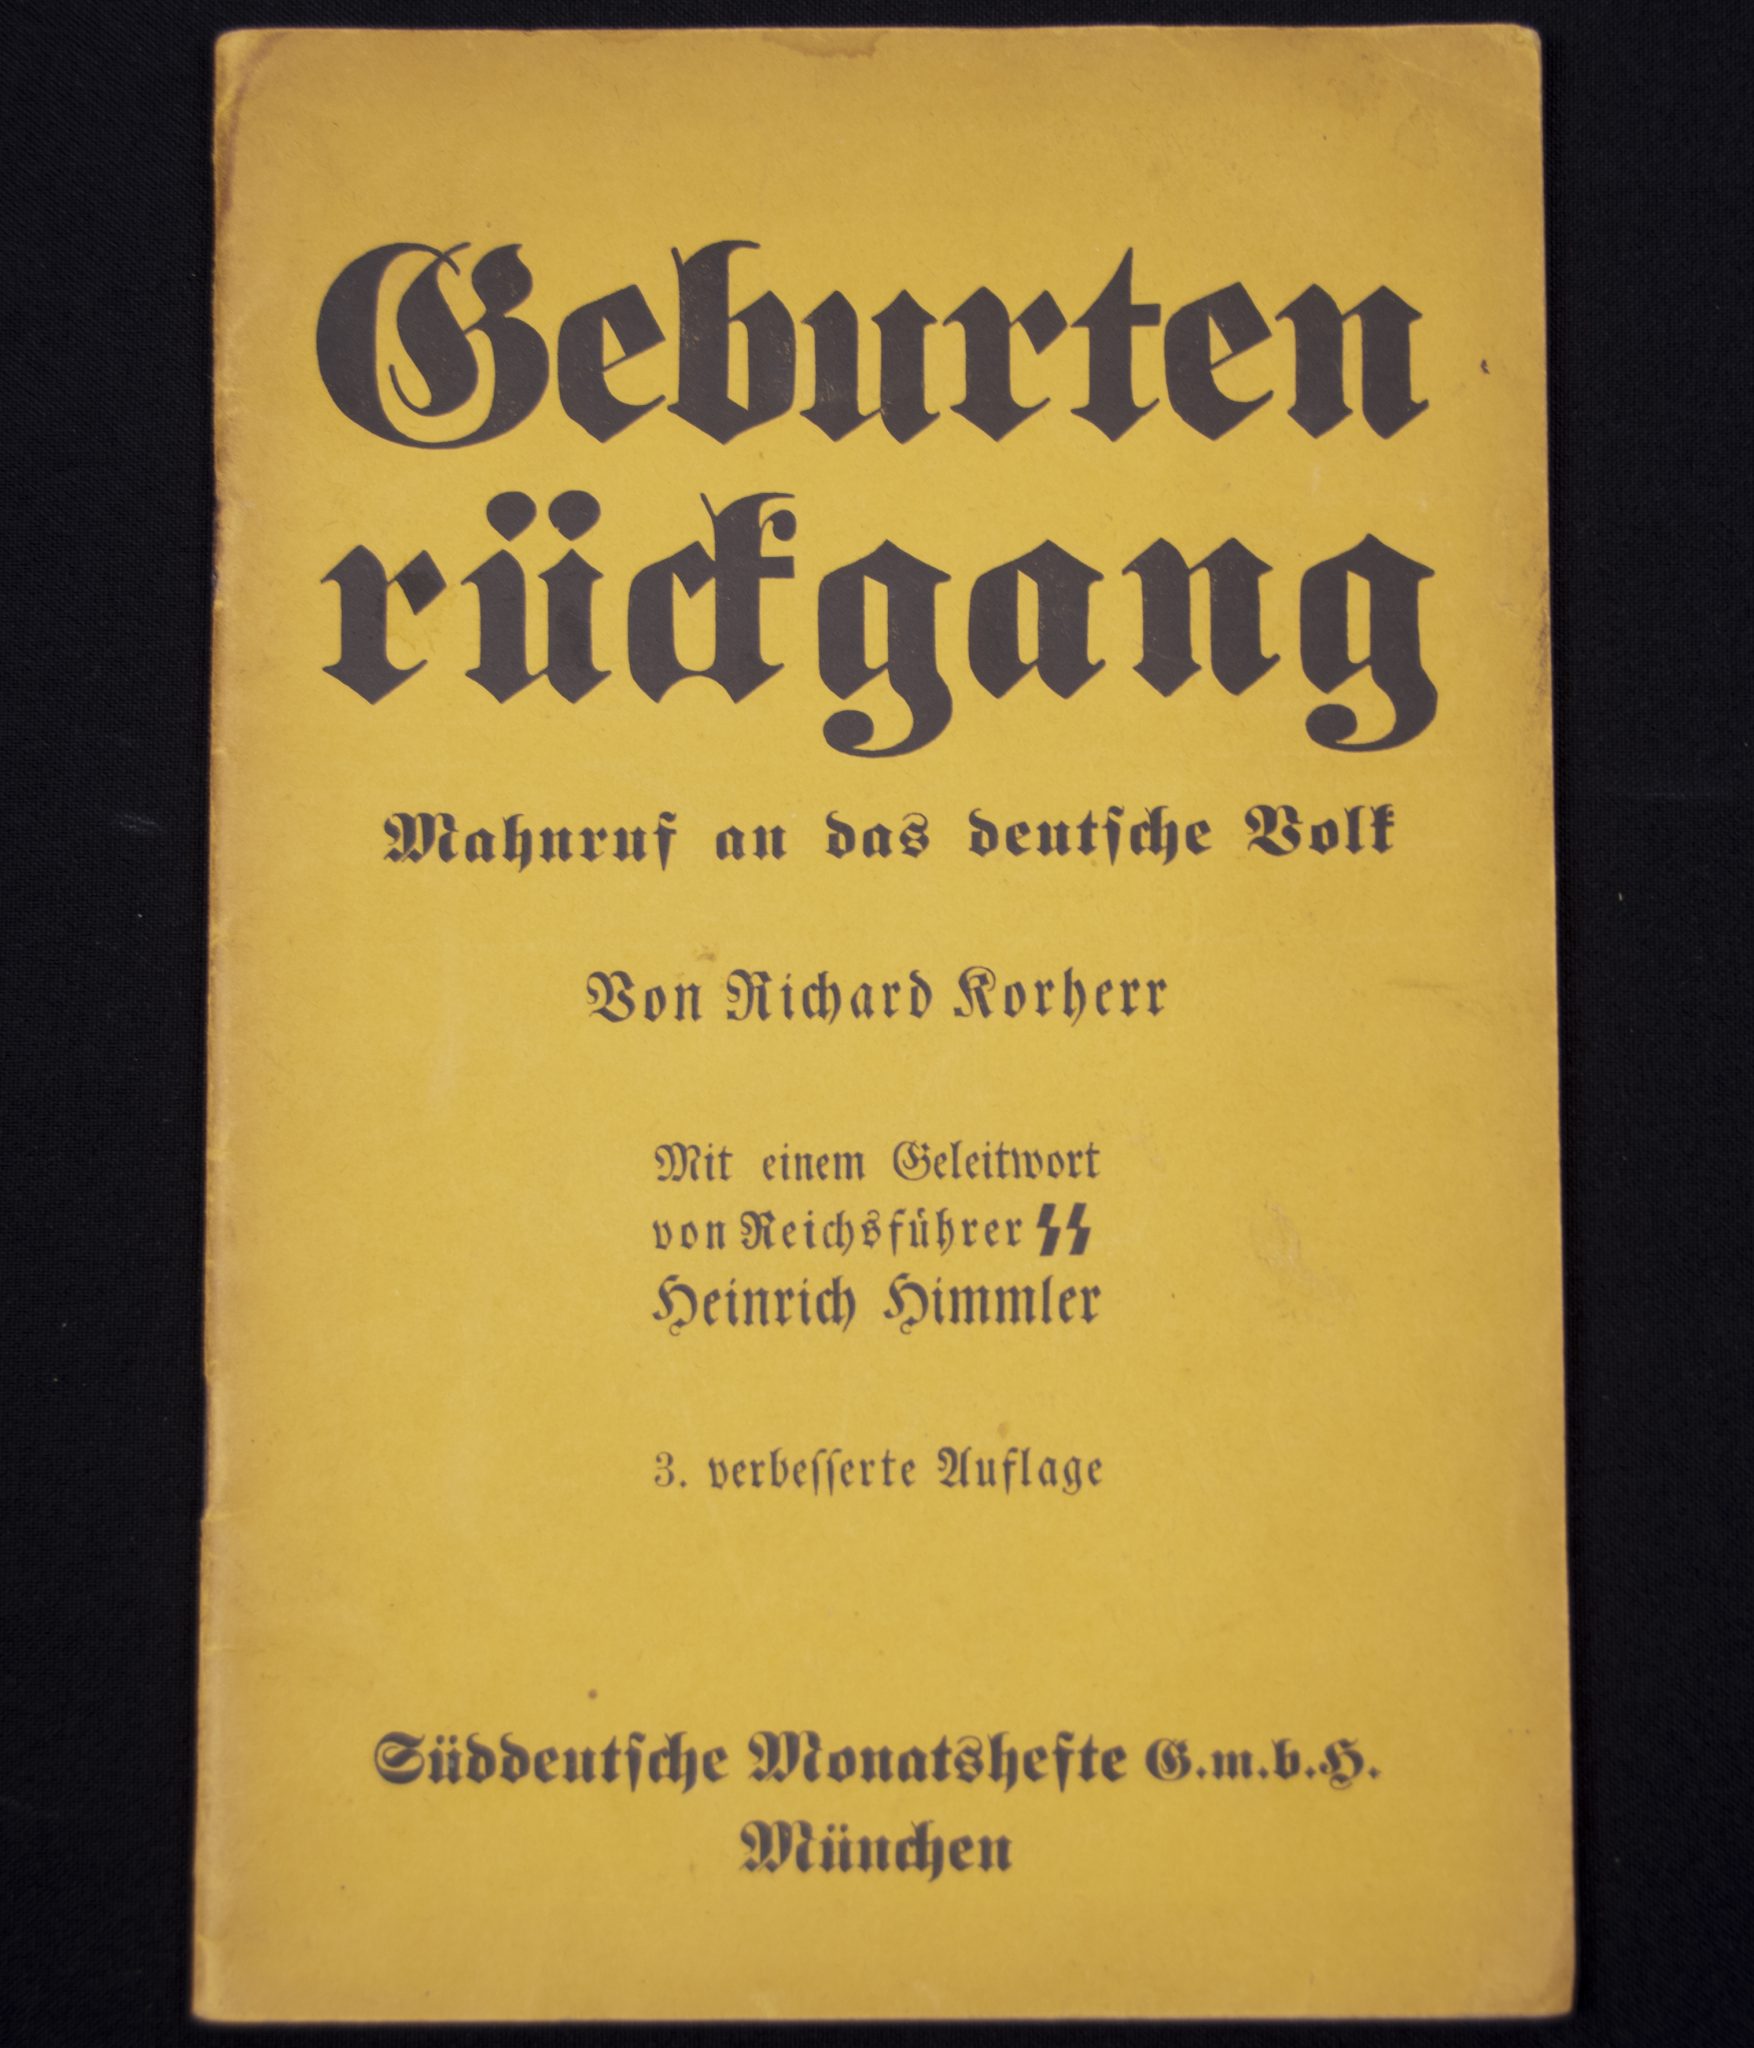 Geburten
rückgang
Mahnruf an das deutsche Volk
Von Richard Korherr
Mit einem Geleitwort
von Reichsführer SS
Heinrich Himmler
3. verbesserte Auflage
Süddeutsche Monatshefte G.m.b.H.
München